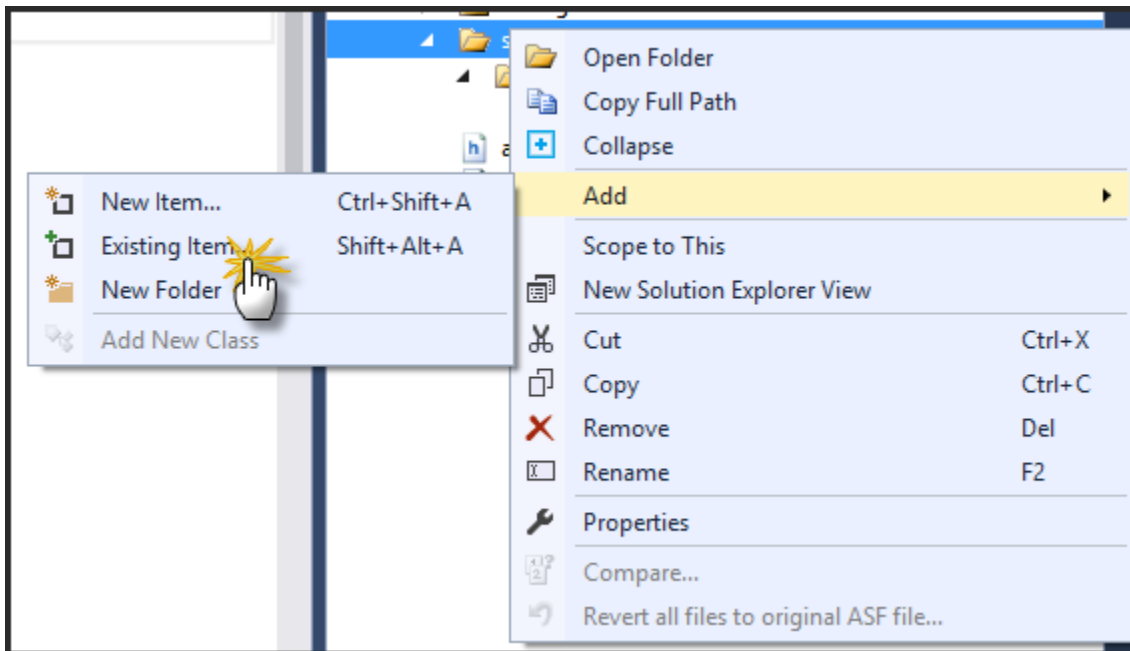 Open Folder
Copy Full Path
Collapse
Add
New Item... Ctrl+Shift+A
Existing Item... Shift+Alt+A
New Folder
Add New Class
Scope to This
New Solution Explorer View
Cut Ctrl+X
Copy Ctrl+C
Remove Del
Rename F2
Properties
Compare...
Revert all files to original ASF file...